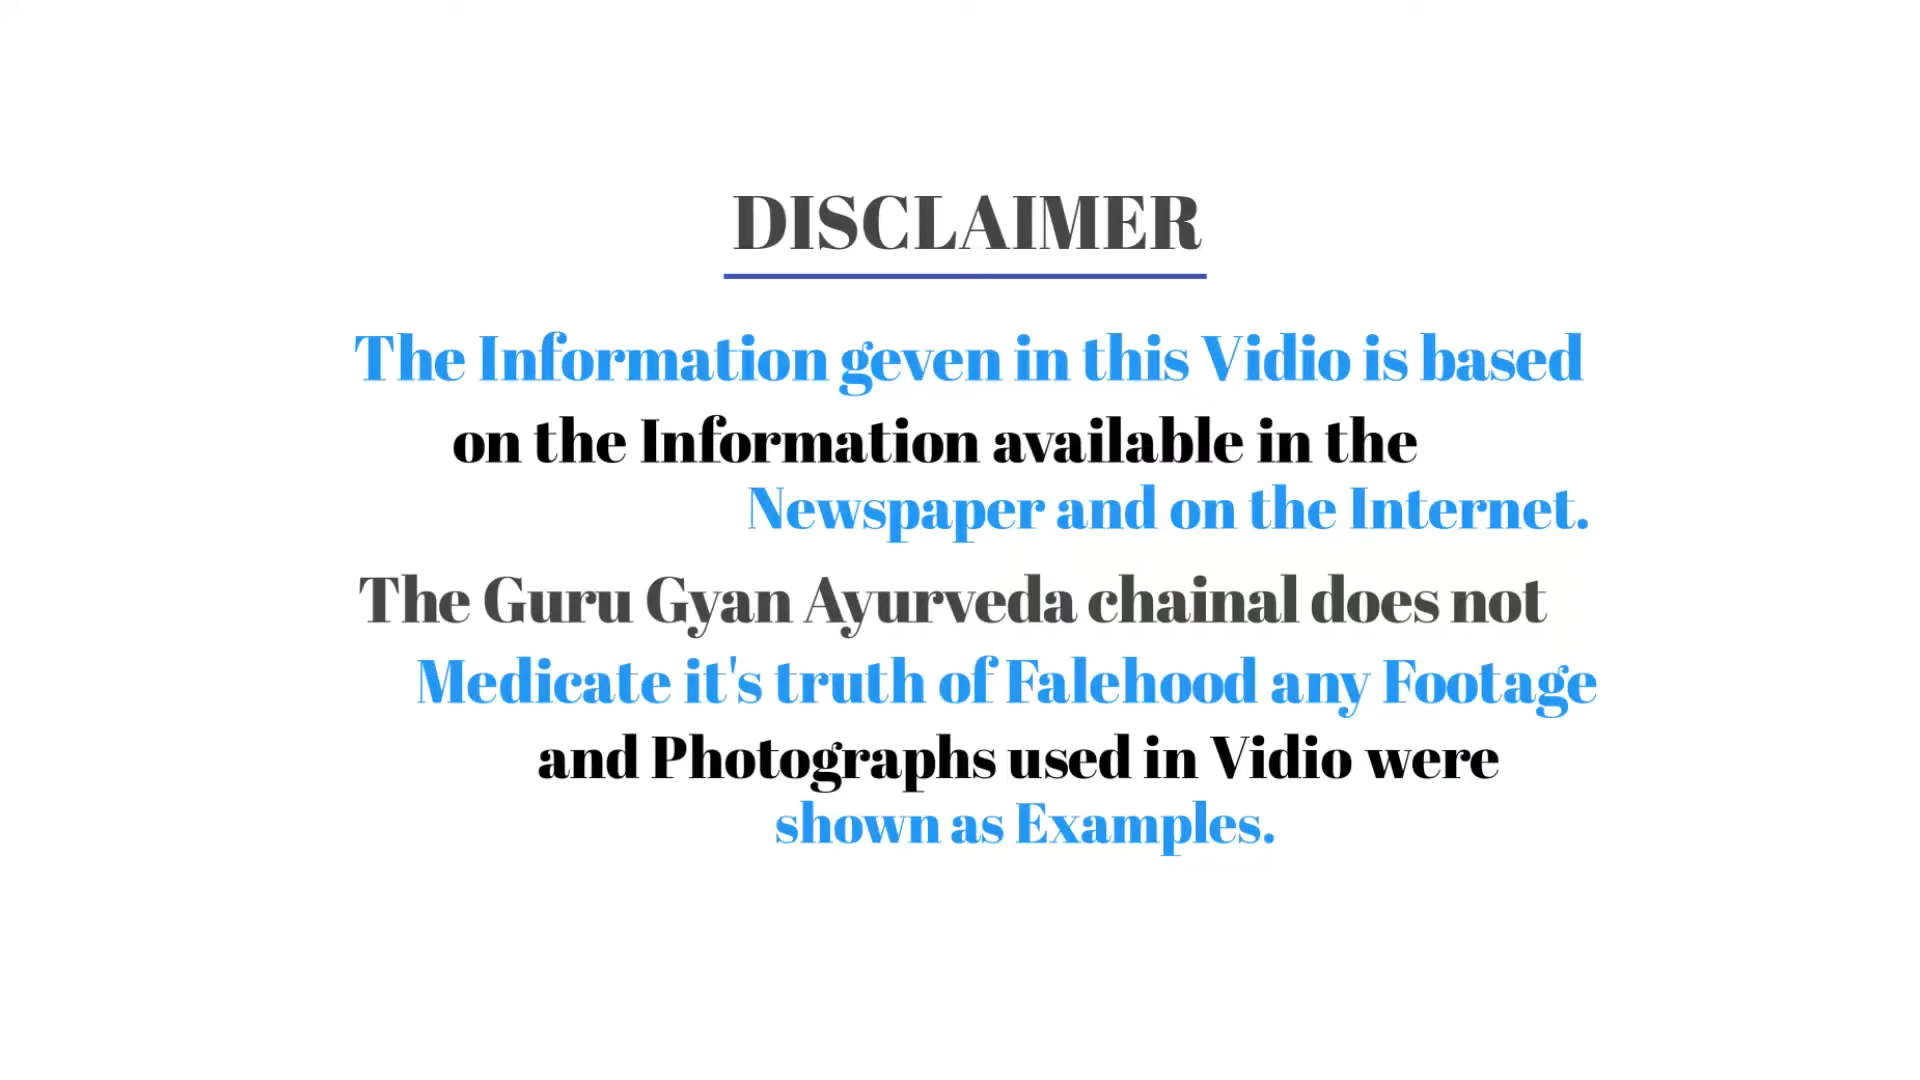 DISCLAIMER
The Information geven in this Vidio is based
on the Information available in the
Newspaper and on the Internet.
The Guru Gyan Ayurveda chainal does not
Medicate it's truth of Falehood any Footage
and Photographs used in Vidio were
shown as Examples.